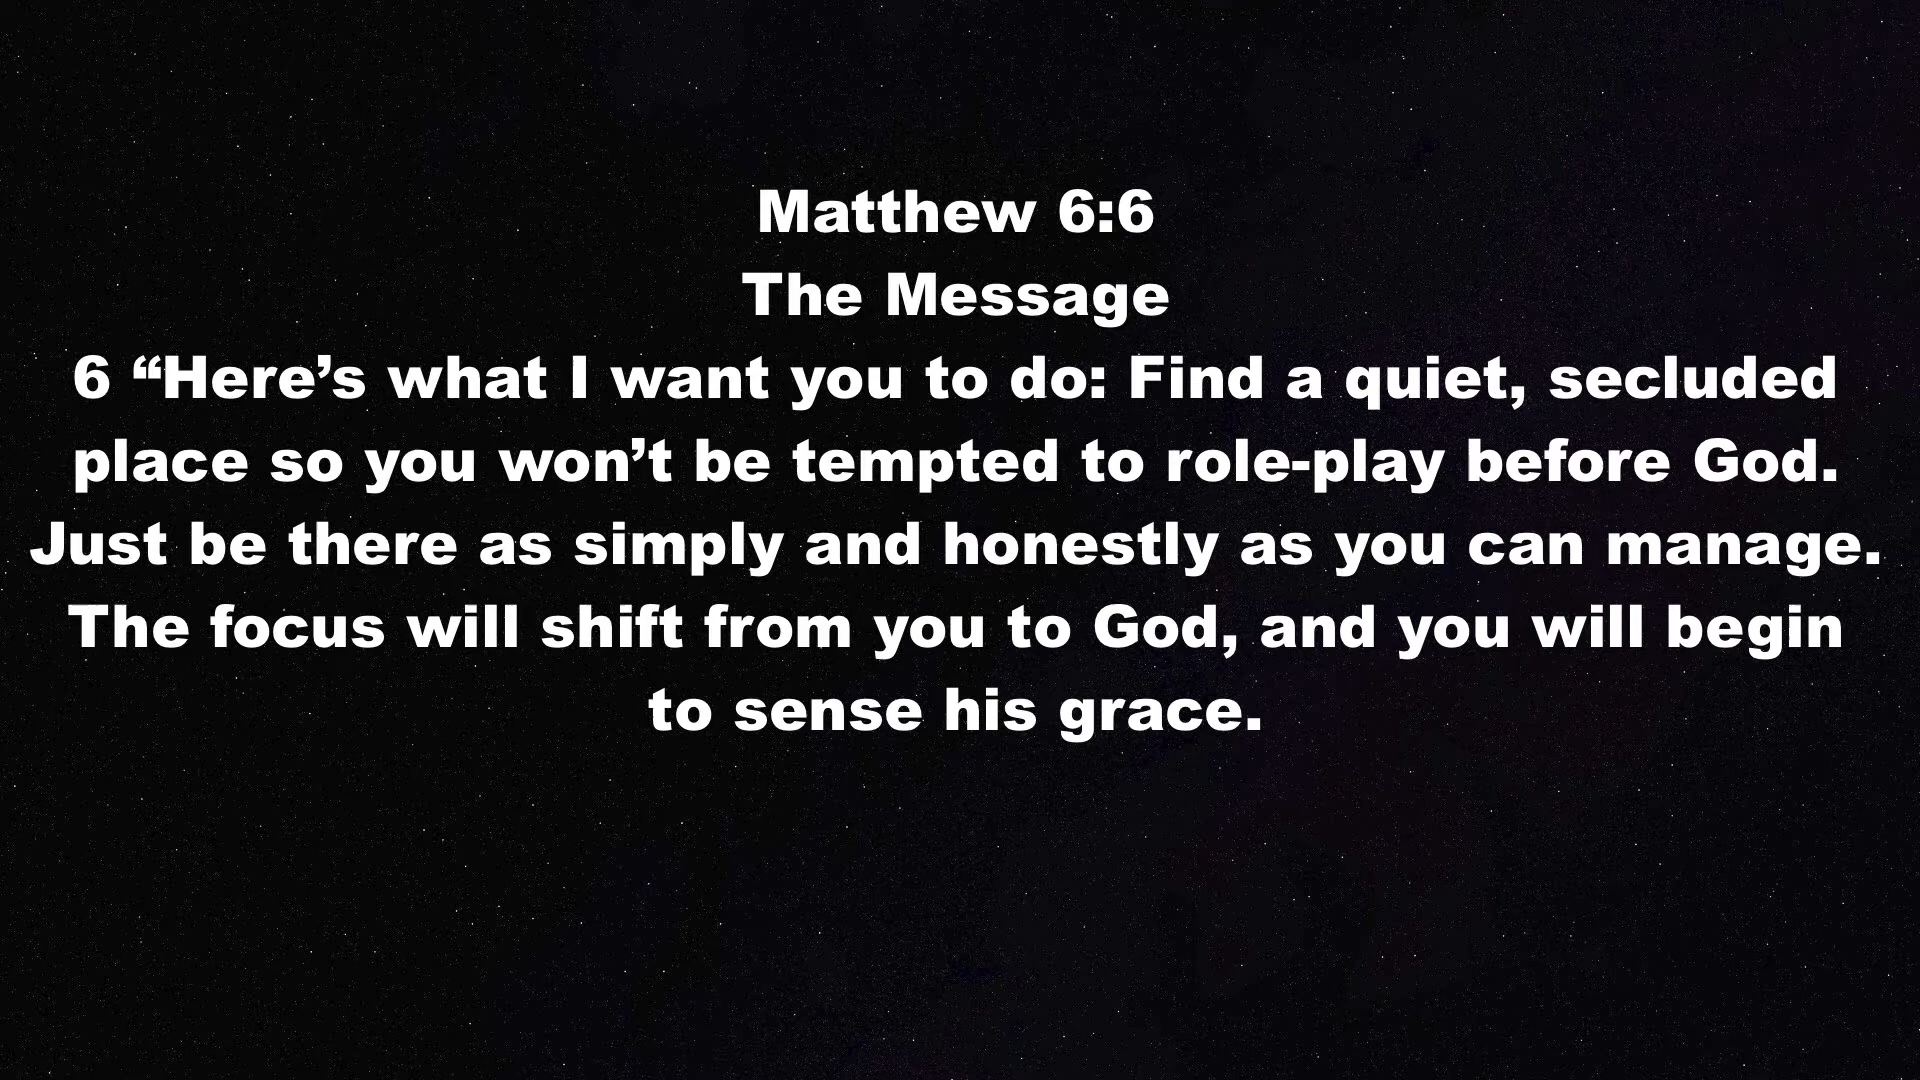 Matthew 6:6
The Message
6 “Here’s what I want you to do: Find a quiet, secluded
place so you won’t be tempted to role-play before God.
Just be there as simply and honestly as you can manage.
The focus will shift from you to God, and you will begin
to sense his grace.